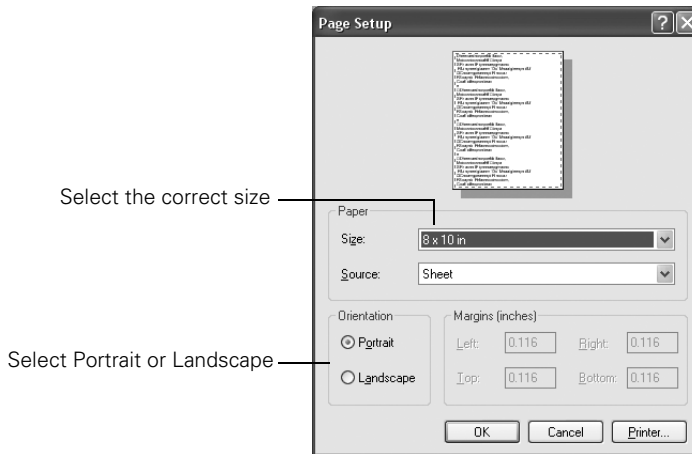 Page Setup
Select the correct size
Paper
Size: 8 x 10 in
Source: Sheet
Orientation
Margins (inches)
Portrait
Left: 0.116 Right: 0.116
Select Portrait or Landscape
Landscape
Top: 0.116 Bottom: 0.116
OK Cancel Printer...